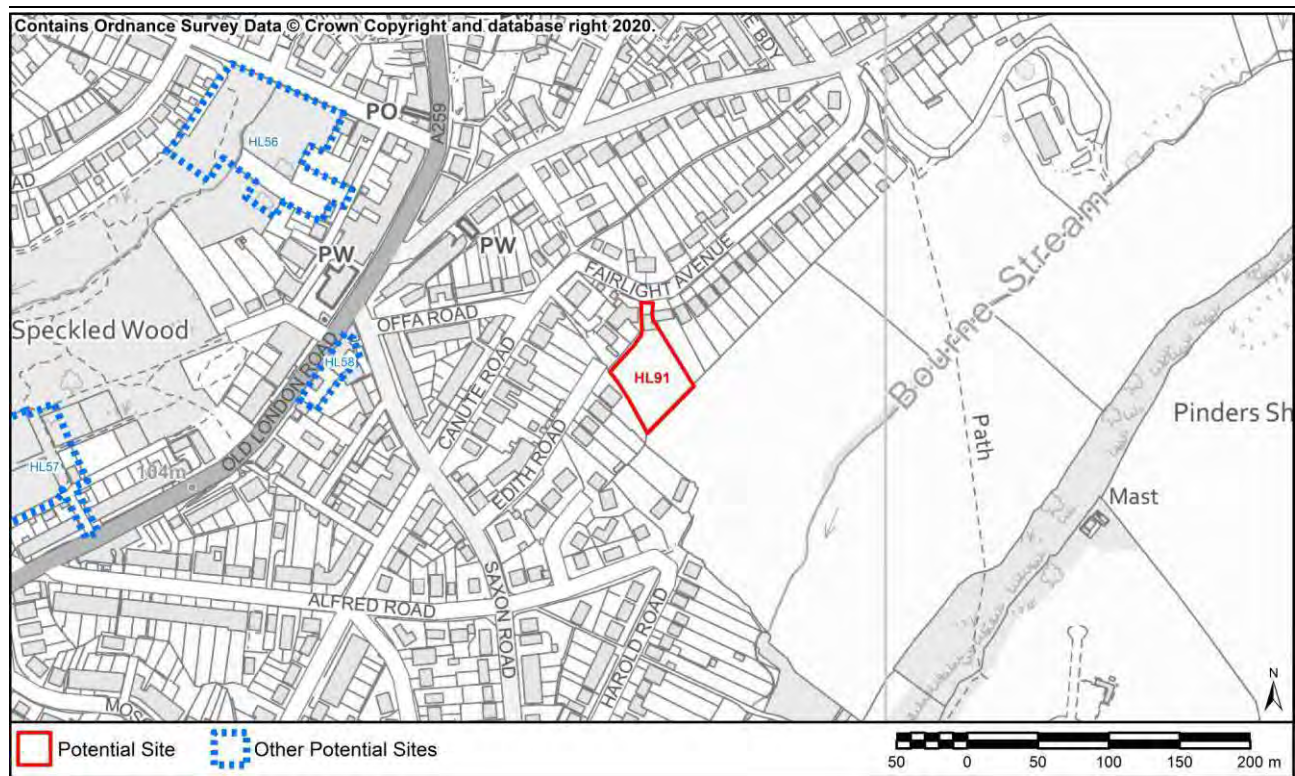 Contains Ordnance Survey Data © Crown Copyright and database right 2020.
E BDY
PO
A259
HL56
AD
PW
PW
FAIRLIGHT AVENUE
Bourne Stream
OFFA ROAD
Speckled Wood
HL58
HL91
OLD LONDON ROAD
CANUTE ROAD
Path
Pinders Sh
HL57
104m
EDITH ROAD
Mast
SAXON ROAD
ALFRED ROAD
HAROLD ROAD
N
Potential Site
Other Potential Sites
50 0 50 100 150 200 m